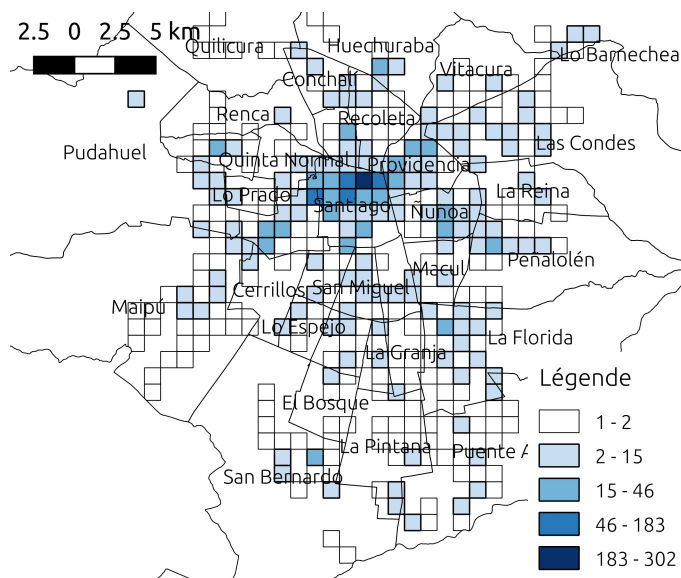 2.5 0 2.5 5 km
Quilicura
Huechuraba
Lo Barnechea
Vitacura
Conchalí
Renca
Recoleta
Las Condes
Pudahuel
Quinta Normal
Providencia
Lo Prado
Santiago
Ñunoa
La Reina
Peñalolén
Macul
Cerrillos
San Miguel
Maipú
Lo Espejo
La Florida
La Granja
El Bosque
La Pintana
Puente A
San Bernardo
Légende
1 - 2
2 - 15
15 - 46
46 - 183
183 - 302